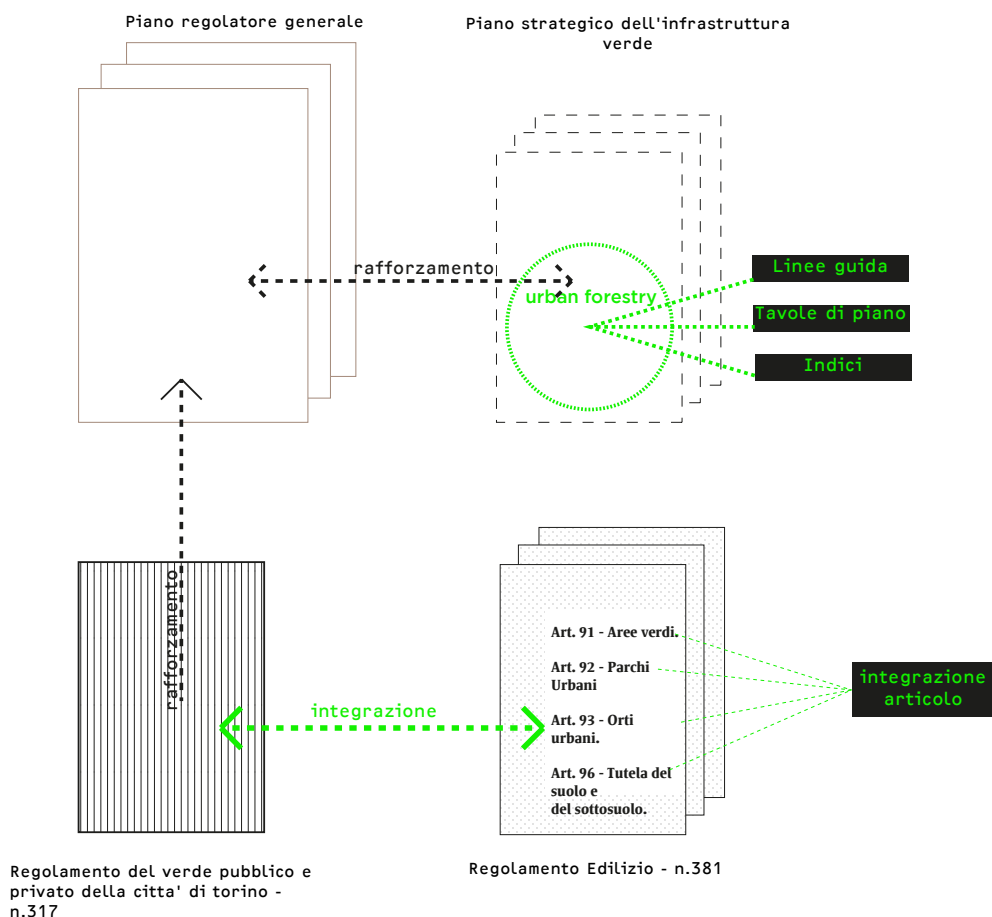 Piano regolatore generale
Piano strategico dell'infrastruttura
verde
rafforzamento
urban forestry
Linee guida
Tavole di piano
Indici
rafforzamento
integrazione
Art. 91 - Aree verdi.
Art. 92 - Parchi
Urbani
Art. 93 - Orti
urbani.
Art. 96 - Tutela del
suolo e
del sottosuolo.
integrazione
articolo
Regolamento del verde pubblico e
privato della citta' di torino -
n.317
Regolamento Edilizio - n.381